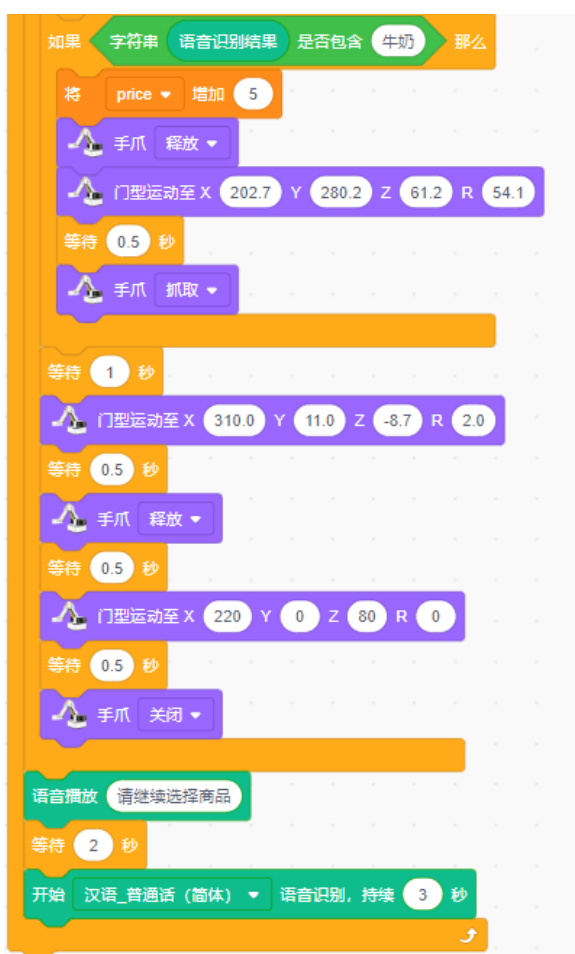 如果 字符串 语音识别结果 是否包含 牛奶 那么
将 price 增加 5
手爪 释放
门型运动至 X 202.7 Y 280.2 Z 61.2 R 54.1
等待 0.5 秒
手爪 抓取
等待 1 秒
门型运动至 X 310.0 Y 11.0 Z -8.7 R 2.0
等待 0.5 秒
手爪 释放
等待 0.5 秒
门型运动至 X 220 Y 0 Z 80 R 0
等待 0.5 秒
手爪 关闭
语音播放 请继续选择商品
等待 2 秒
开始 汉语_普通话（简体） 语音识别，持续 3 秒